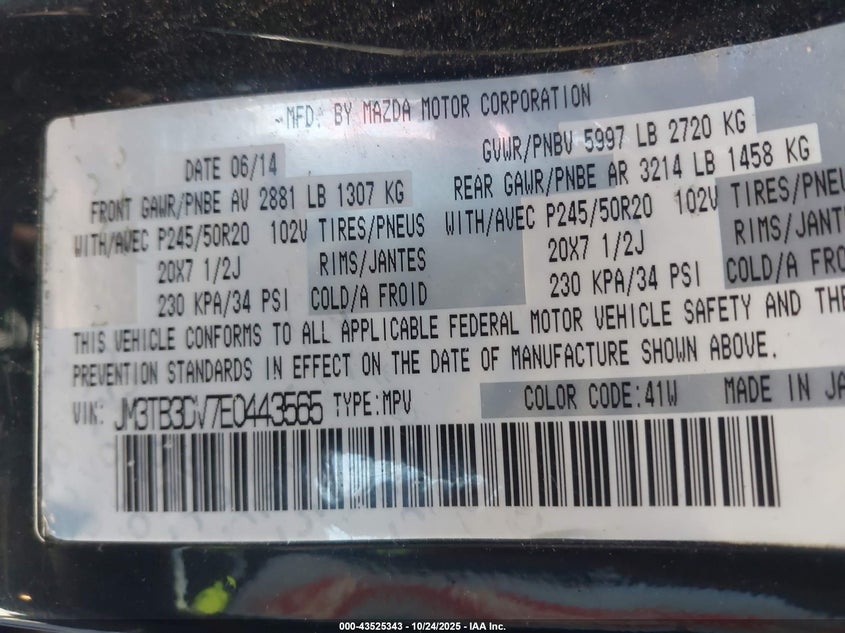 MFD. BY MAZDA MOTOR CORPORATION
DATE 06/14 GVWR/PNBV 5997 LB 2720 KG
FRONT GAWR/PNBE AV 2881 LB 1307 KG REAR GAWR/PNBE AR 3214 LB 1458 KG
WITH/AVEC P245/50R20 102V TIRES/PNEUS WITH/AVEC P245/50R20 102V TIRES/PNEU
20X7 1/2J RIMS/JANTES 20X7 1/2J RIMS/JANTES
230 KPA/34 PSI COLD/A FROID 230 KPA/34 PSI COLD/A FRO
THIS VEHICLE CONFORMS TO ALL APPLICABLE FEDERAL MOTOR VEHICLE SAFETY AND THE
PREVENTION STANDARDS IN EFFECT ON THE DATE OF MANUFACTURE SHOWN ABOVE.
VIN: JM3TB3DV7E0443565 TYPE: MPV COLOR CODE: 41W MADE IN JA
000-43525343 - 10/24/2025 - IAA Inc.